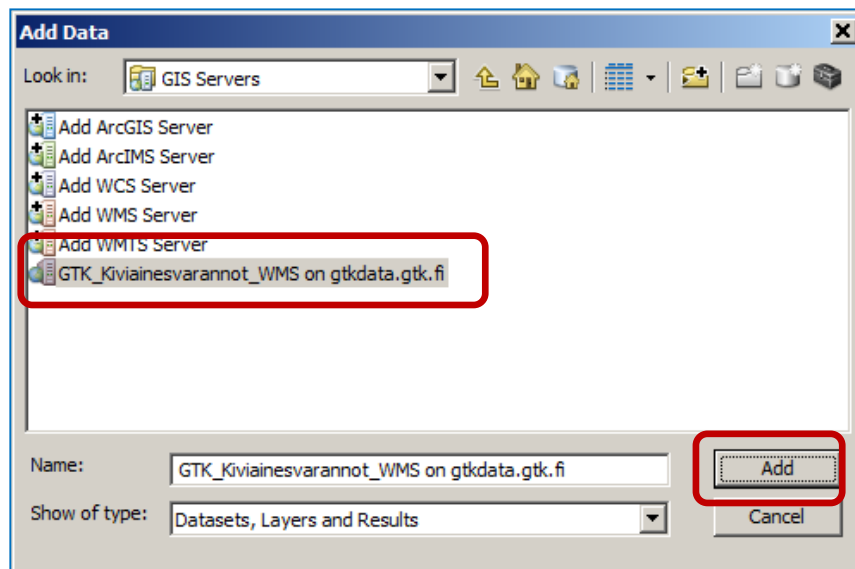 Add Data
Look in: GIS Servers
Add ArcGIS Server
Add ArcIMS Server
Add WCS Server
Add WMS Server
Add WMTS Server
GTK_Kiviainesvarannot_WMS on gtkdata.gtk.fi
Name: GTK_Kiviainesvarannot_WMS on gtkdata.gtk.fi Add
Show of type: Datasets, Layers and Results Cancel